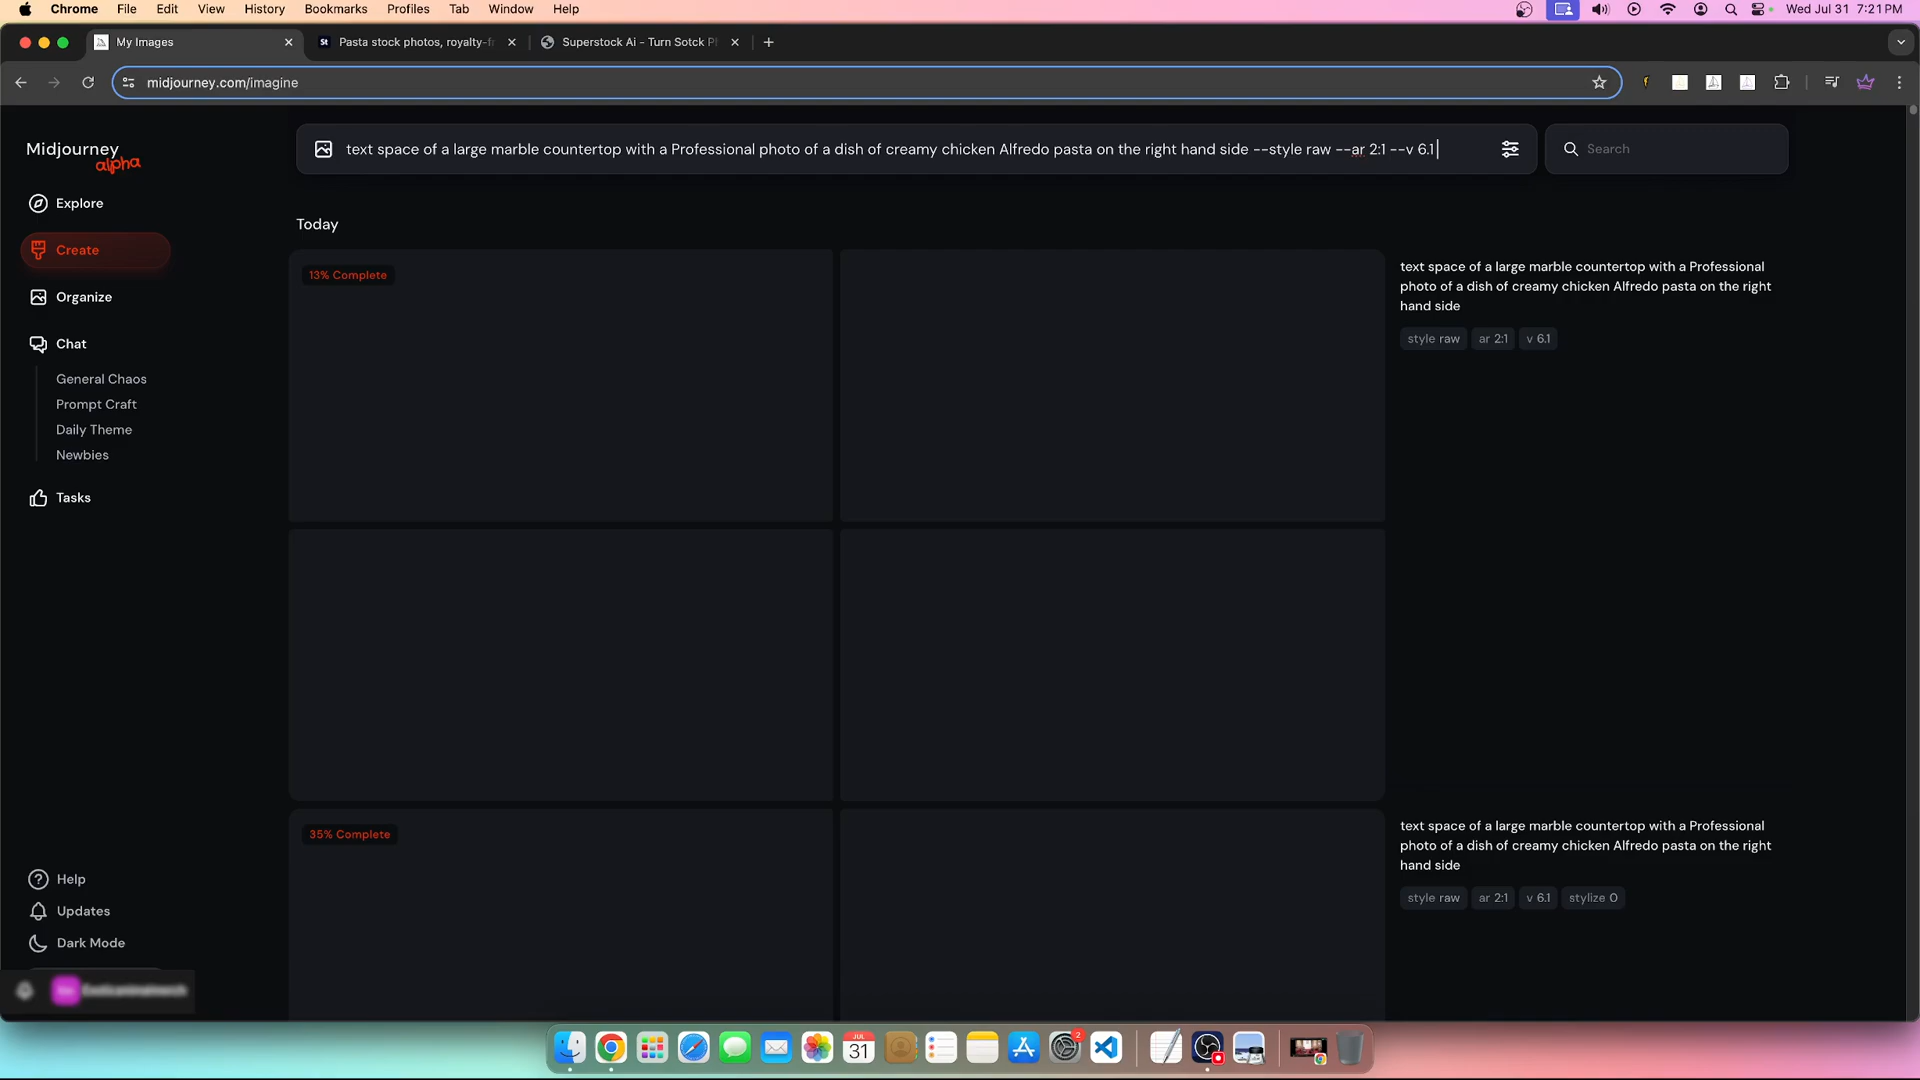 Chrome File Edit View History Bookmarks Profiles Tab Window Help Wed Jul 31 7:21 PM
My Images Pasta stock photos, royalty-f Superstock Ai - Turn Sotck P
midjourney.com/imagine
Midjourney
alpha
text space of a large marble countertop with a Professional photo of a dish of creamy chicken Alfredo pasta on the right hand side --style raw --ar 2:1 --v 6.1
Search
Explore
Create
Organize
Chat
General Chaos
Prompt Craft
Daily Theme
Newbies
Tasks
Today
13% Complete
text space of a large marble countertop with a Professional
photo of a dish of creamy chicken Alfredo pasta on the right
hand side
style raw ar 2:1 v 6.1
35% Complete
text space of a large marble countertop with a Professional
photo of a dish of creamy chicken Alfredo pasta on the right
hand side
style raw ar 2:1 v 6.1 stylize 0
Help
Updates
Dark Mode
JUL
31
2